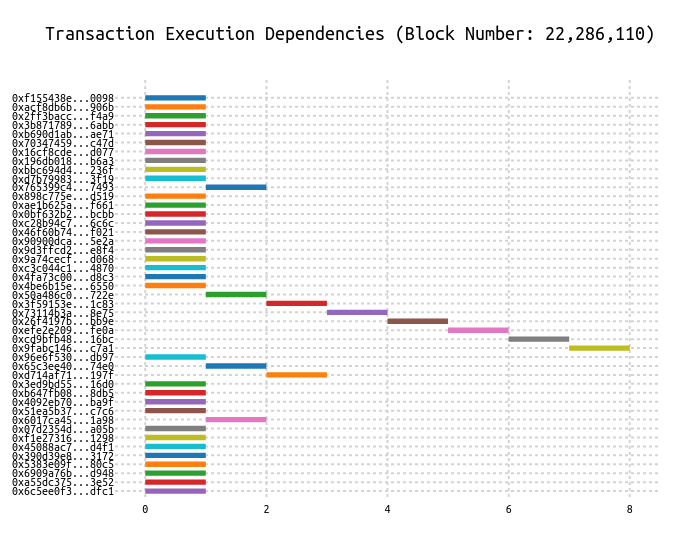 Transaction Execution Dependencies (Block Number: 22,286,110)
0xf155438e...0098
0xacf8db6b...906b
0x2ff3bacc...f4a9
0x3b871789...6abb
0xb690d1ab...ae71
0x70347459...c47d
0x16cf8cde...d077
0x196db018...b6a3
0xbbc694d4...236f
0xd7b79983...3f19
0x765399c4...7493
0x898c775e...d519
0xae1b625a...f661
0x0bf632b2...bcbb
0xc28b94c7...6c6c
0x46f60b74...f021
0x90900dca...5e2a
0x9d3ffcd2...e8f4
0x9a74cecf...d068
0xc3c044c1...4870
0x4fa73c00...d8c3
0x4be6b15e...6550
0x50a486c0...722e
0x3f59153e...1c83
0x73114b3a...8e75
0x26f4197b...bb9e
0xefe2e209...fe0a
0xcd9bfb48...16bc
0x9fabc146...c7a1
0x96e6f530...db97
0x65c3ee40...74e0
0xd714af71...197f
0x3ed9bd55...16d0
0xb647fb08...8db5
0x4092eb70...ba9f
0x51ea5b37...c7c6
0x6017ca45...1a98
0x07d2354d...a05b
0xf1e27316...1298
0x45088ac7...d4f1
0x390d39e8...3172
0x5383e09f...80c5
0x6909a76b...d948
0xa55dc375...3e52
0x6c5ee0f3...dfc1
0 2 4 6 8